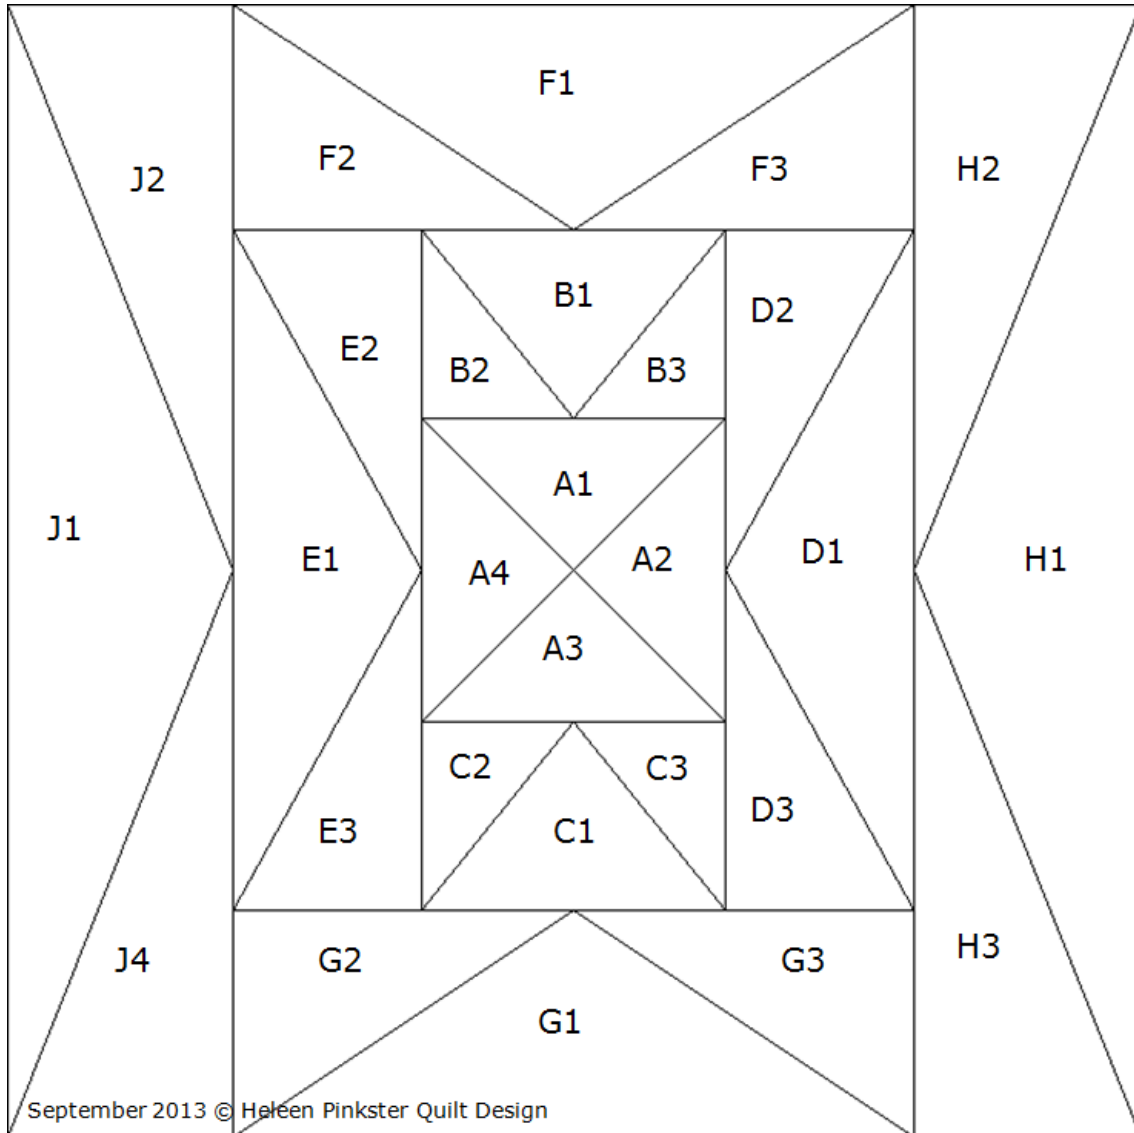 F1
F2
F3
J2
H2
B1
D2
E2
B2
B3
A1
J1
E1
A4
A2
D1
H1
A3
C2
C3
E3
C1
D3
J4
G2
G3
H3
G1
September 2013 © Heleen Pinkster Quilt Design